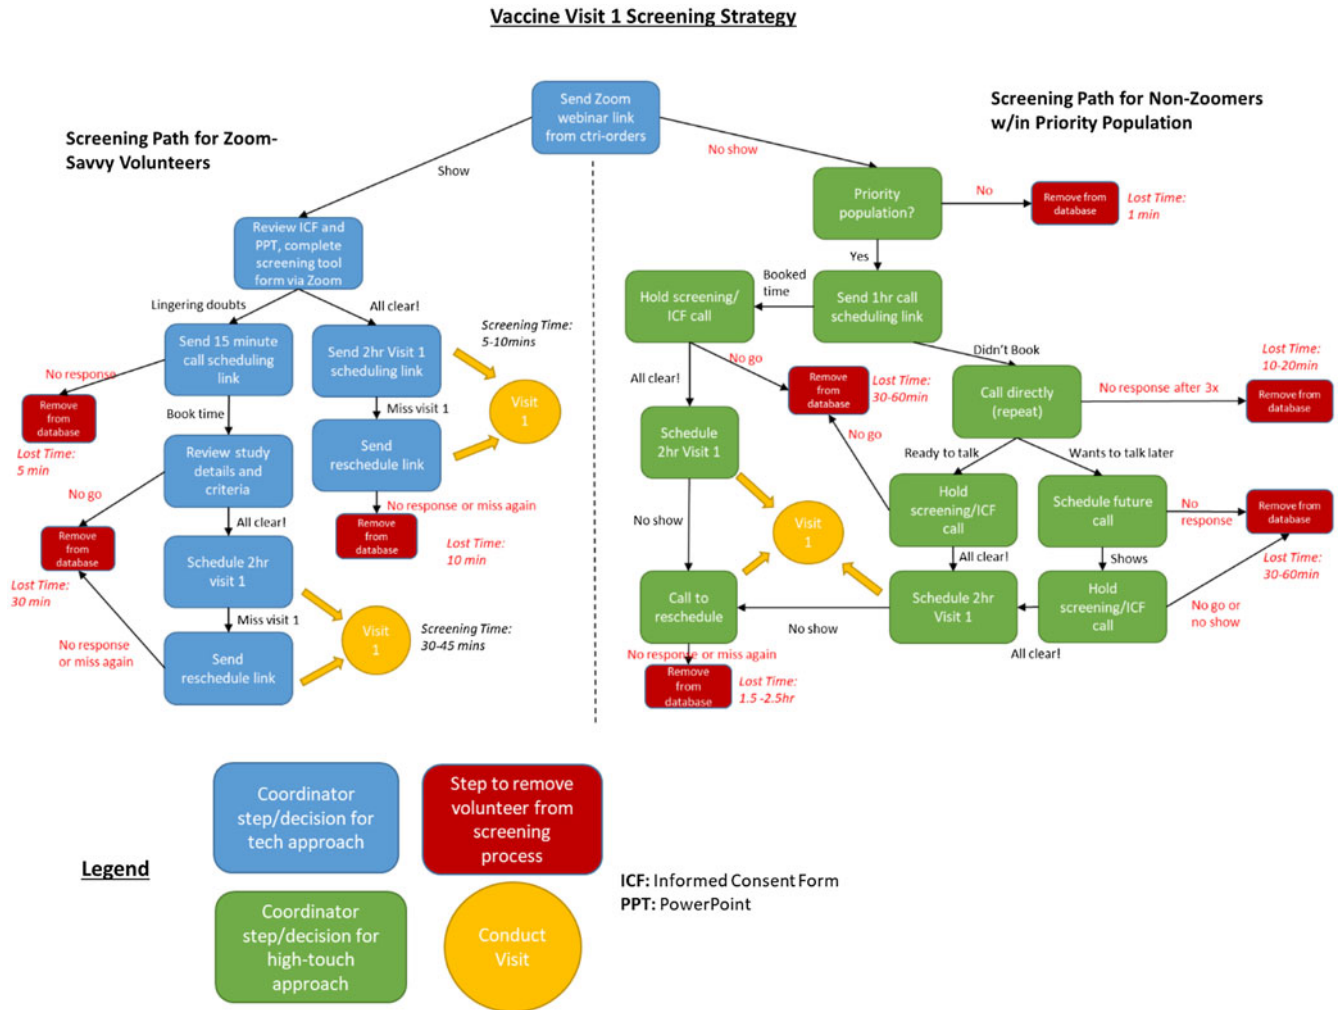 Vaccine Visit 1 Screening Strategy
Screening Path for Zoom-
Savvy Volunteers
Send Zoom
webinar link
from ctri-orders
Screening Path for Non-Zoomers
w/in Priority Population
Show
No show
Review ICF and
PPT, complete
screening tool
form via Zoom
Lingering doubts
All clear!
Send 15 minute
call scheduling
link
Send 2hr Visit 1
scheduling link
Screening Time:
5-10mins
Visit
1
No response
Remove
from
database
Lost Time:
5 min
Book time
Miss visit 1
Review study
details and
criteria
Send
reschedule link
No go
No response or miss again
Remove
from
database
Lost Time:
30 min
All clear!
Remove
from
database
Lost Time:
10 min
Schedule 2hr
visit 1
Miss visit 1
Visit
1
Screening Time:
30-45 mins
No response
or miss again
Send
reschedule link
Priority
population?
No
Remove from
database
Lost Time:
1 min
Yes
Hold screening/
ICF call
Booked
time
Send 1hr call
scheduling link
All clear!
No go
Remove
from
database
Lost Time:
30-60min
Didn't Book
Call directly
(repeat)
No response after 3x
Lost Time:
10-20min
Remove from
database
Schedule
2hr Visit 1
No go
Ready to talk
Wants to talk later
Hold
screening/ICF
call
Schedule future
call
No
response
Remove from
database
Lost Time:
30-60min
No show
Visit
1
All clear!
Shows
Call to
reschedule
No show
Schedule 2hr
Visit 1
Hold
screening/ICF
call
No go or
no show
All clear!
No response or miss again
Remove
from
database
Lost Time:
1.5 -2.5hr
Legend
Coordinator
step/decision for
tech approach
Step to remove
volunteer from
screening
process
Coordinator
step/decision for
high-touch
approach
Conduct
Visit
ICF: Informed Consent Form
PPT: PowerPoint